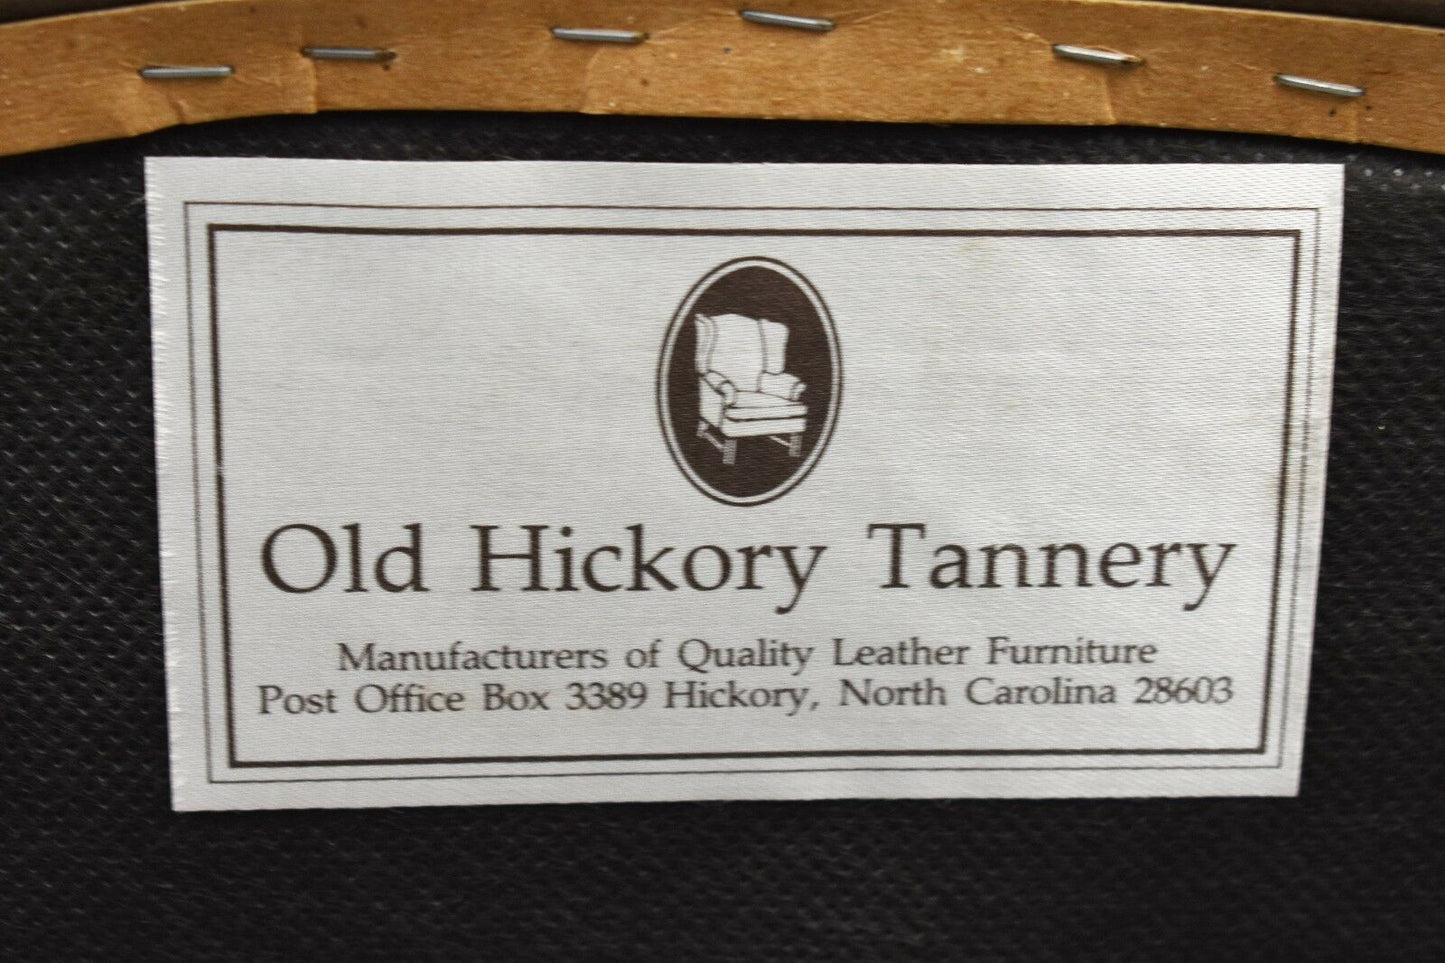 Old Hickory Tannery
Manufacturers of Quality Leather Furniture
Post Office Box 3389 Hickory, North Carolina 28603